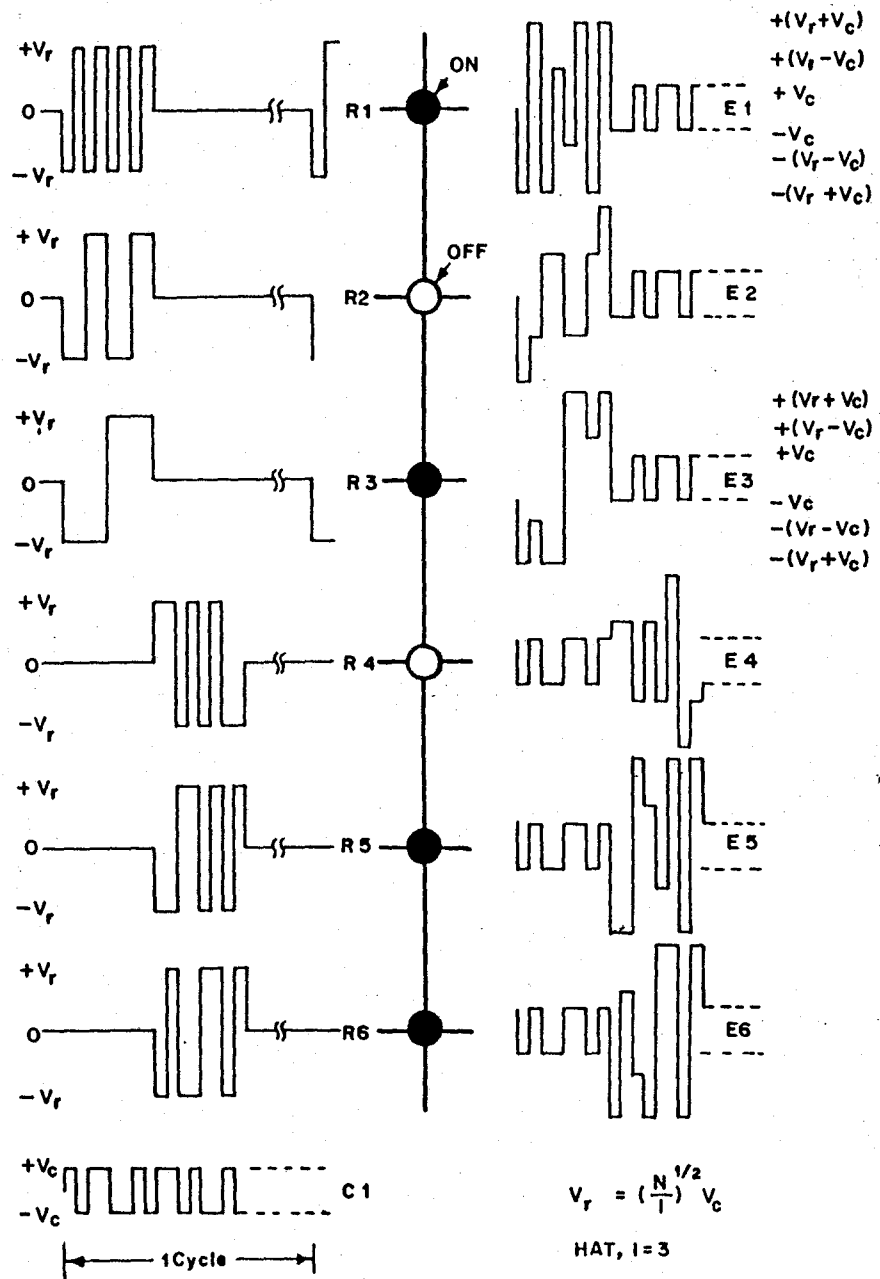 +Vr
0
−Vr
R1
ON
+(Vr+Vc)
+(Vr−Vc)
+Vc
−Vc
−(Vr−Vc)
−(Vr+Vc)
E1
+Vr
0
−Vr
R2
OFF
E2
+Vr
0
−Vr
R3
+(Vr+Vc)
+(Vr−Vc)
+Vc
−Vc
−(Vr−Vc)
−(Vr+Vc)
E3
+Vr
0
−Vr
R4
E4
+Vr
0
−Vr
R5
E5
+Vr
0
−Vr
R6
E6
+Vc
−Vc
C1
1 Cycle
Vr = (N/I)^1/2 Vc
HAT, I=3